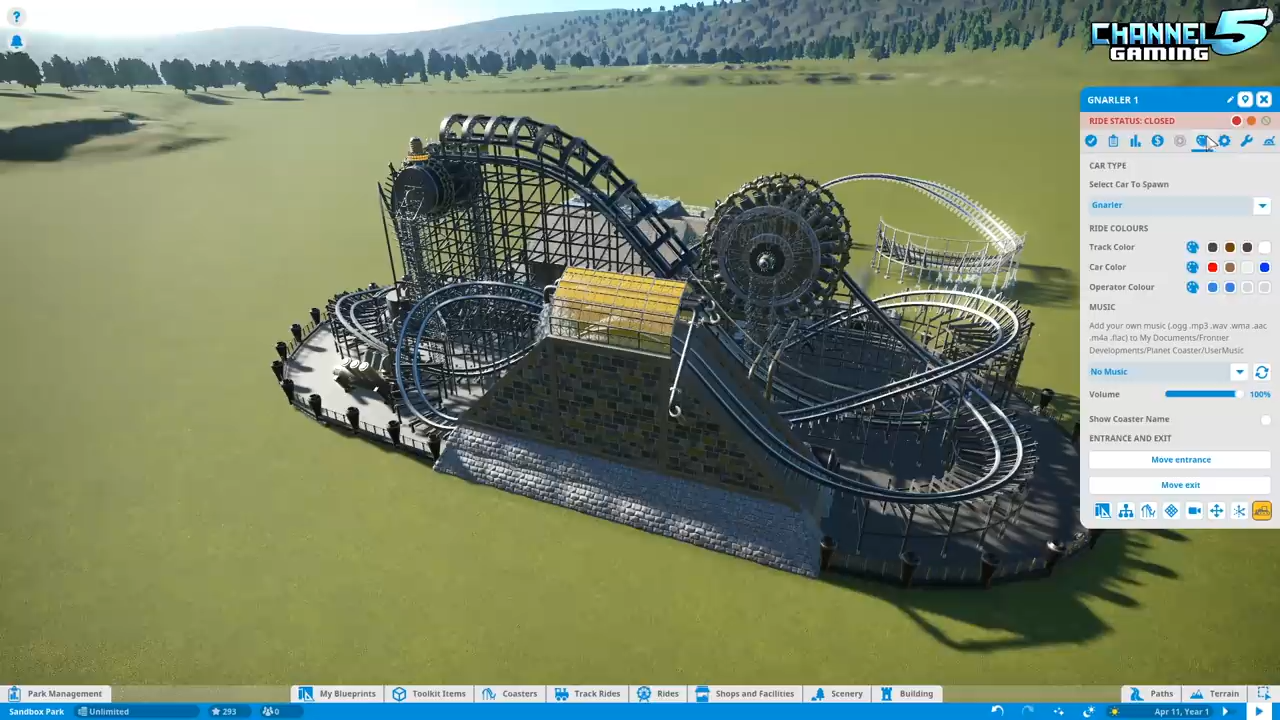 ?
CHANNEL 5
GAMING
GNARLER 1
RIDE STATUS: CLOSED
CAR TYPE
Select Car To Spawn
Gnarler
RIDE COLOURS
Track Color
Car Color
Operator Colour
MUSIC
Add your own music (.ogg .mp3 .wav .wma .aac
.m4a .flac) to My Documents/Frontier
Developments/Planet Coaster/UserMusic
No Music
Volume 100%
Show Coaster Name
ENTRANCE AND EXIT
Move entrance
Move exit
Park Management My Blueprints Toolkit Items Coasters Track Rides Rides Shops and Facilities Scenery Building Paths Terrain
Sandbox Park Unlimited 293 0 Apr 11, Year 1